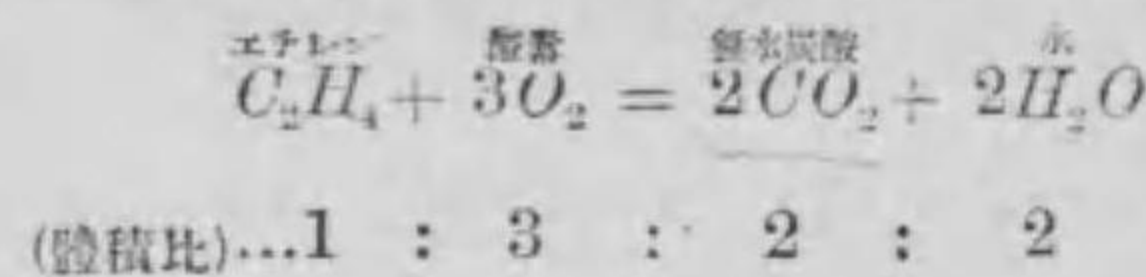 エチレン 酸素 無水炭酸 水
C₂H₄ + 3O₂ = 2CO₂ + 2H₂O
(體積比)...1 : 3 : 2 : 2